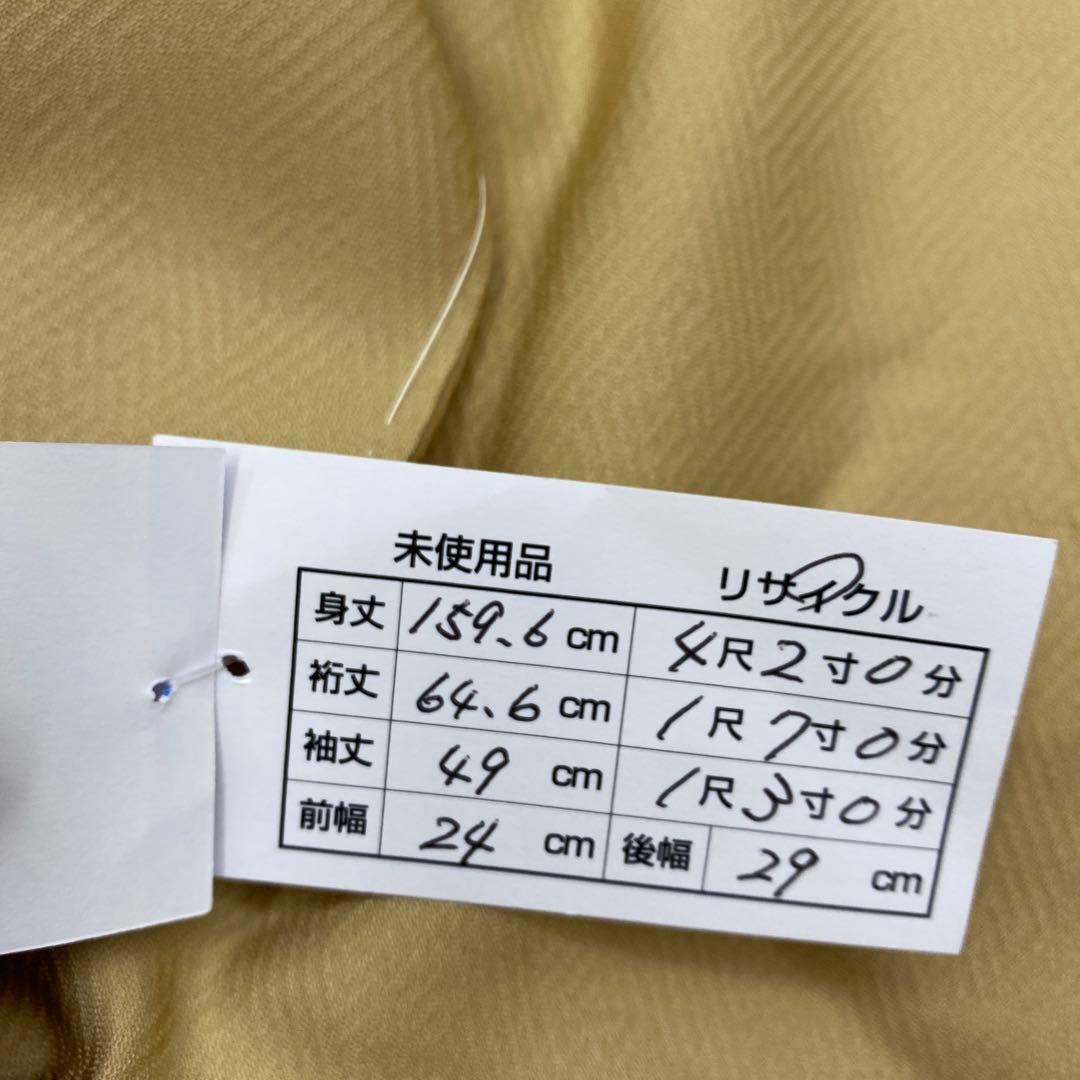 未使用品 リサイクル
身丈 159.6 cm 4尺2寸0分
裄丈 64.6 cm 1尺7寸0分
袖丈 49 cm 1尺3寸0分
前幅 24 cm 後幅 29 cm